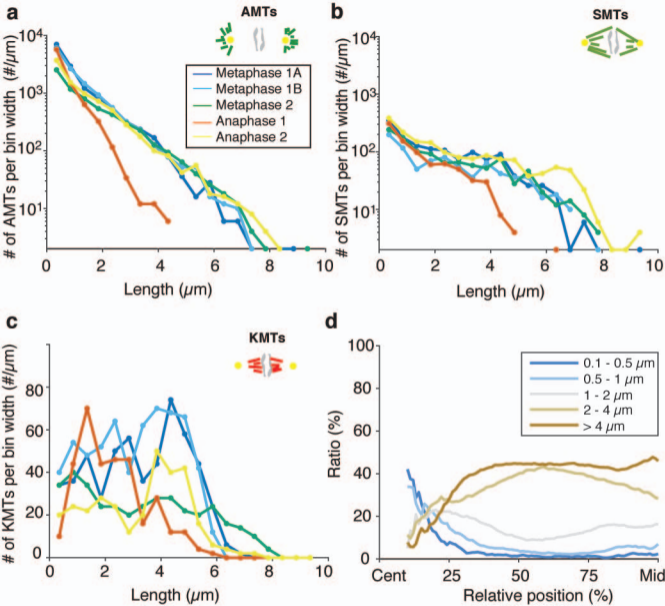 a
AMTs
# of AMTs per bin width (#/µm)
10⁴
10³
10²
10¹
Metaphase 1A
Metaphase 1B
Metaphase 2
Anaphase 1
Anaphase 2
0 2 4 6 8 10
Length (µm)
b
SMTs
# of SMTs per bin width (#/µm)
10⁴
10³
10²
10¹
0 2 4 6 8 10
Length (µm)
c
KMTs
# of KMTs per bin width (#/µm)
80
60
40
20
0
0 2 4 6 8 10
Length (µm)
d
Ratio (%)
100
80
60
40
20
0
0.1 - 0.5 µm
0.5 - 1 µm
1 - 2 µm
2 - 4 µm
> 4 µm
Cent 25 50 75 Mid
Relative position (%)